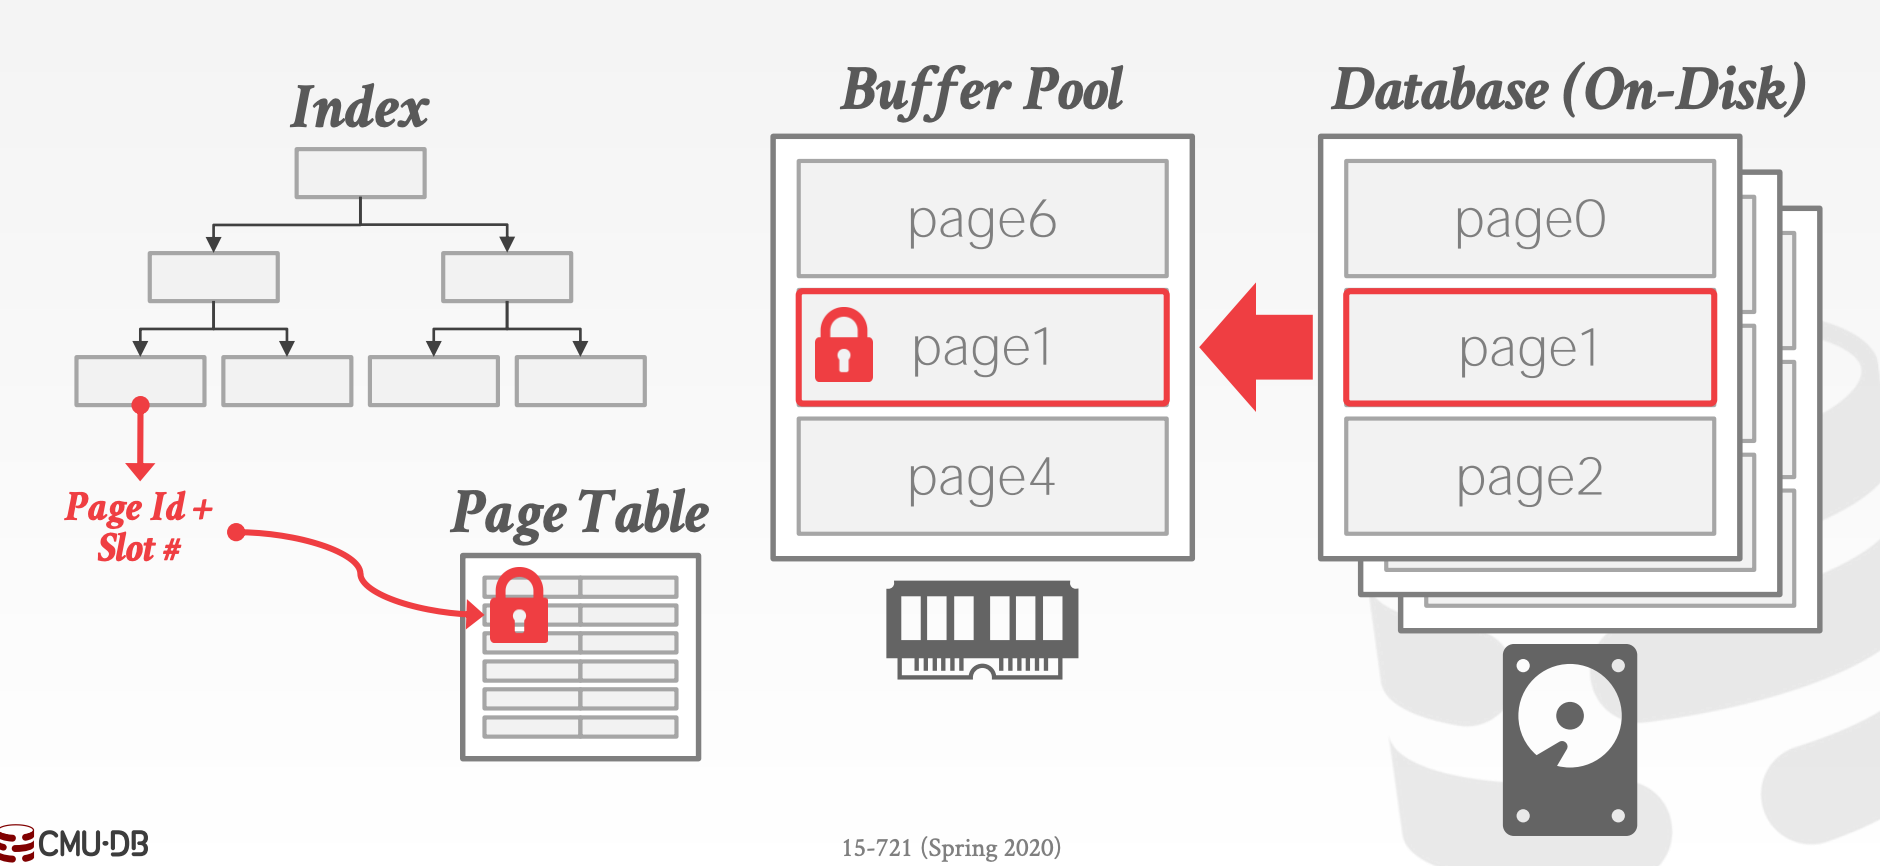 Index
Page Id +
Slot #
Page Table
Buffer Pool
page6
page1
page4
Database (On-Disk)
page0
page1
page2
CMU·DB
15-721 (Spring 2020)